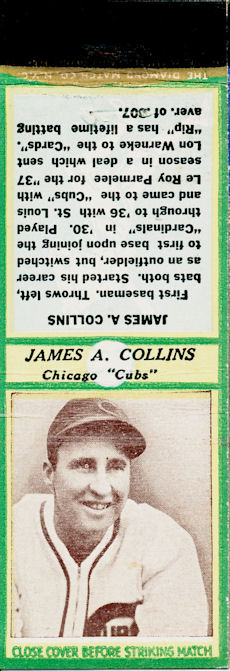 THE DIAMOND MATCH CO. N.Y.C.
JAMES A. COLLINS
First baseman. Throws left,
bats both. Started his career
as an outfielder, but switched
to first base upon joining the
"Cardinals" in '30. Played
through to '36 with St. Louis
and came to the "Cubs" with
Le Roy Parmelee for the "37
season in a deal which sent
Lon Warneke to the "Cards".
"Rip" has a lifetime batting
aver. of .307.
JAMES A. COLLINS
Chicago "Cubs"
CLOSE COVER BEFORE STRIKING MATCH